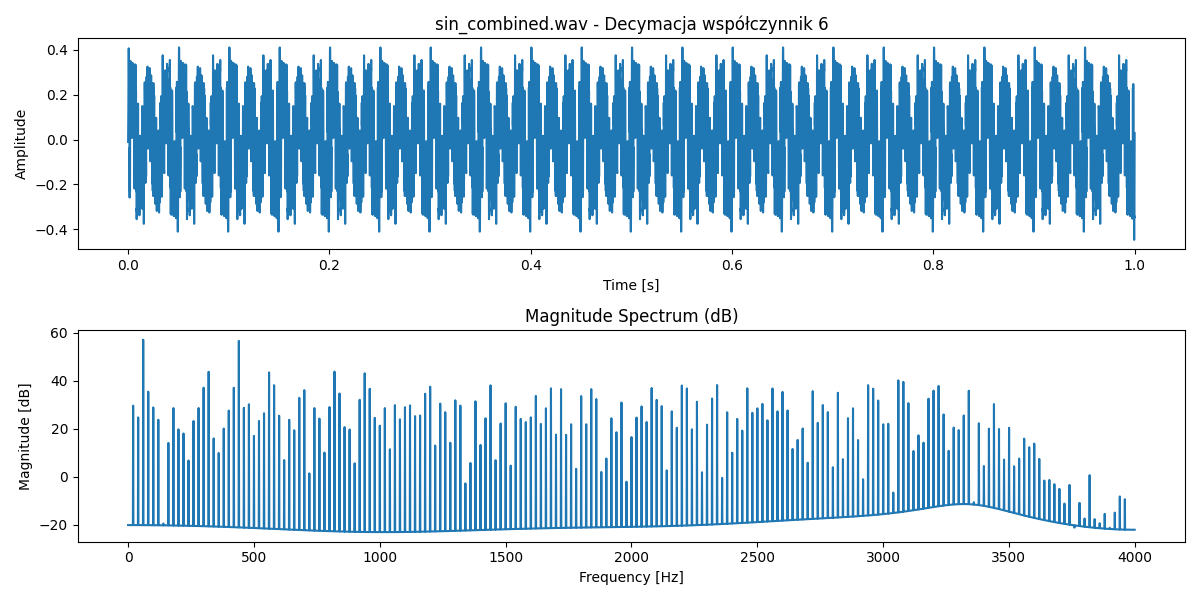 sin_combined.wav - Decymacja współczynnik 6
0.4
0.2
0.0
−0.2
−0.4
Amplitude
0.0 0.2 0.4 0.6 0.8 1.0
Time [s]
Magnitude Spectrum (dB)
60
40
20
0
−20
Magnitude [dB]
0 500 1000 1500 2000 2500 3000 3500 4000
Frequency [Hz]